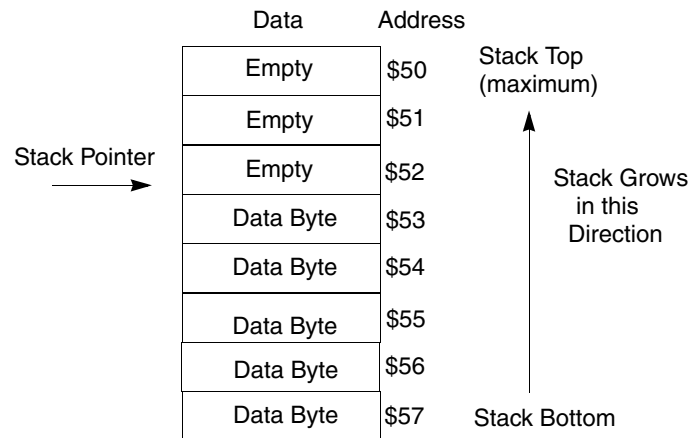 Data Address
Empty $50 Stack Top
(maximum)
Empty $51
Stack Pointer Empty $52 Stack Grows
in this
Data Byte $53 Direction
Data Byte $54
Data Byte $55
Data Byte $56
Data Byte $57 Stack Bottom